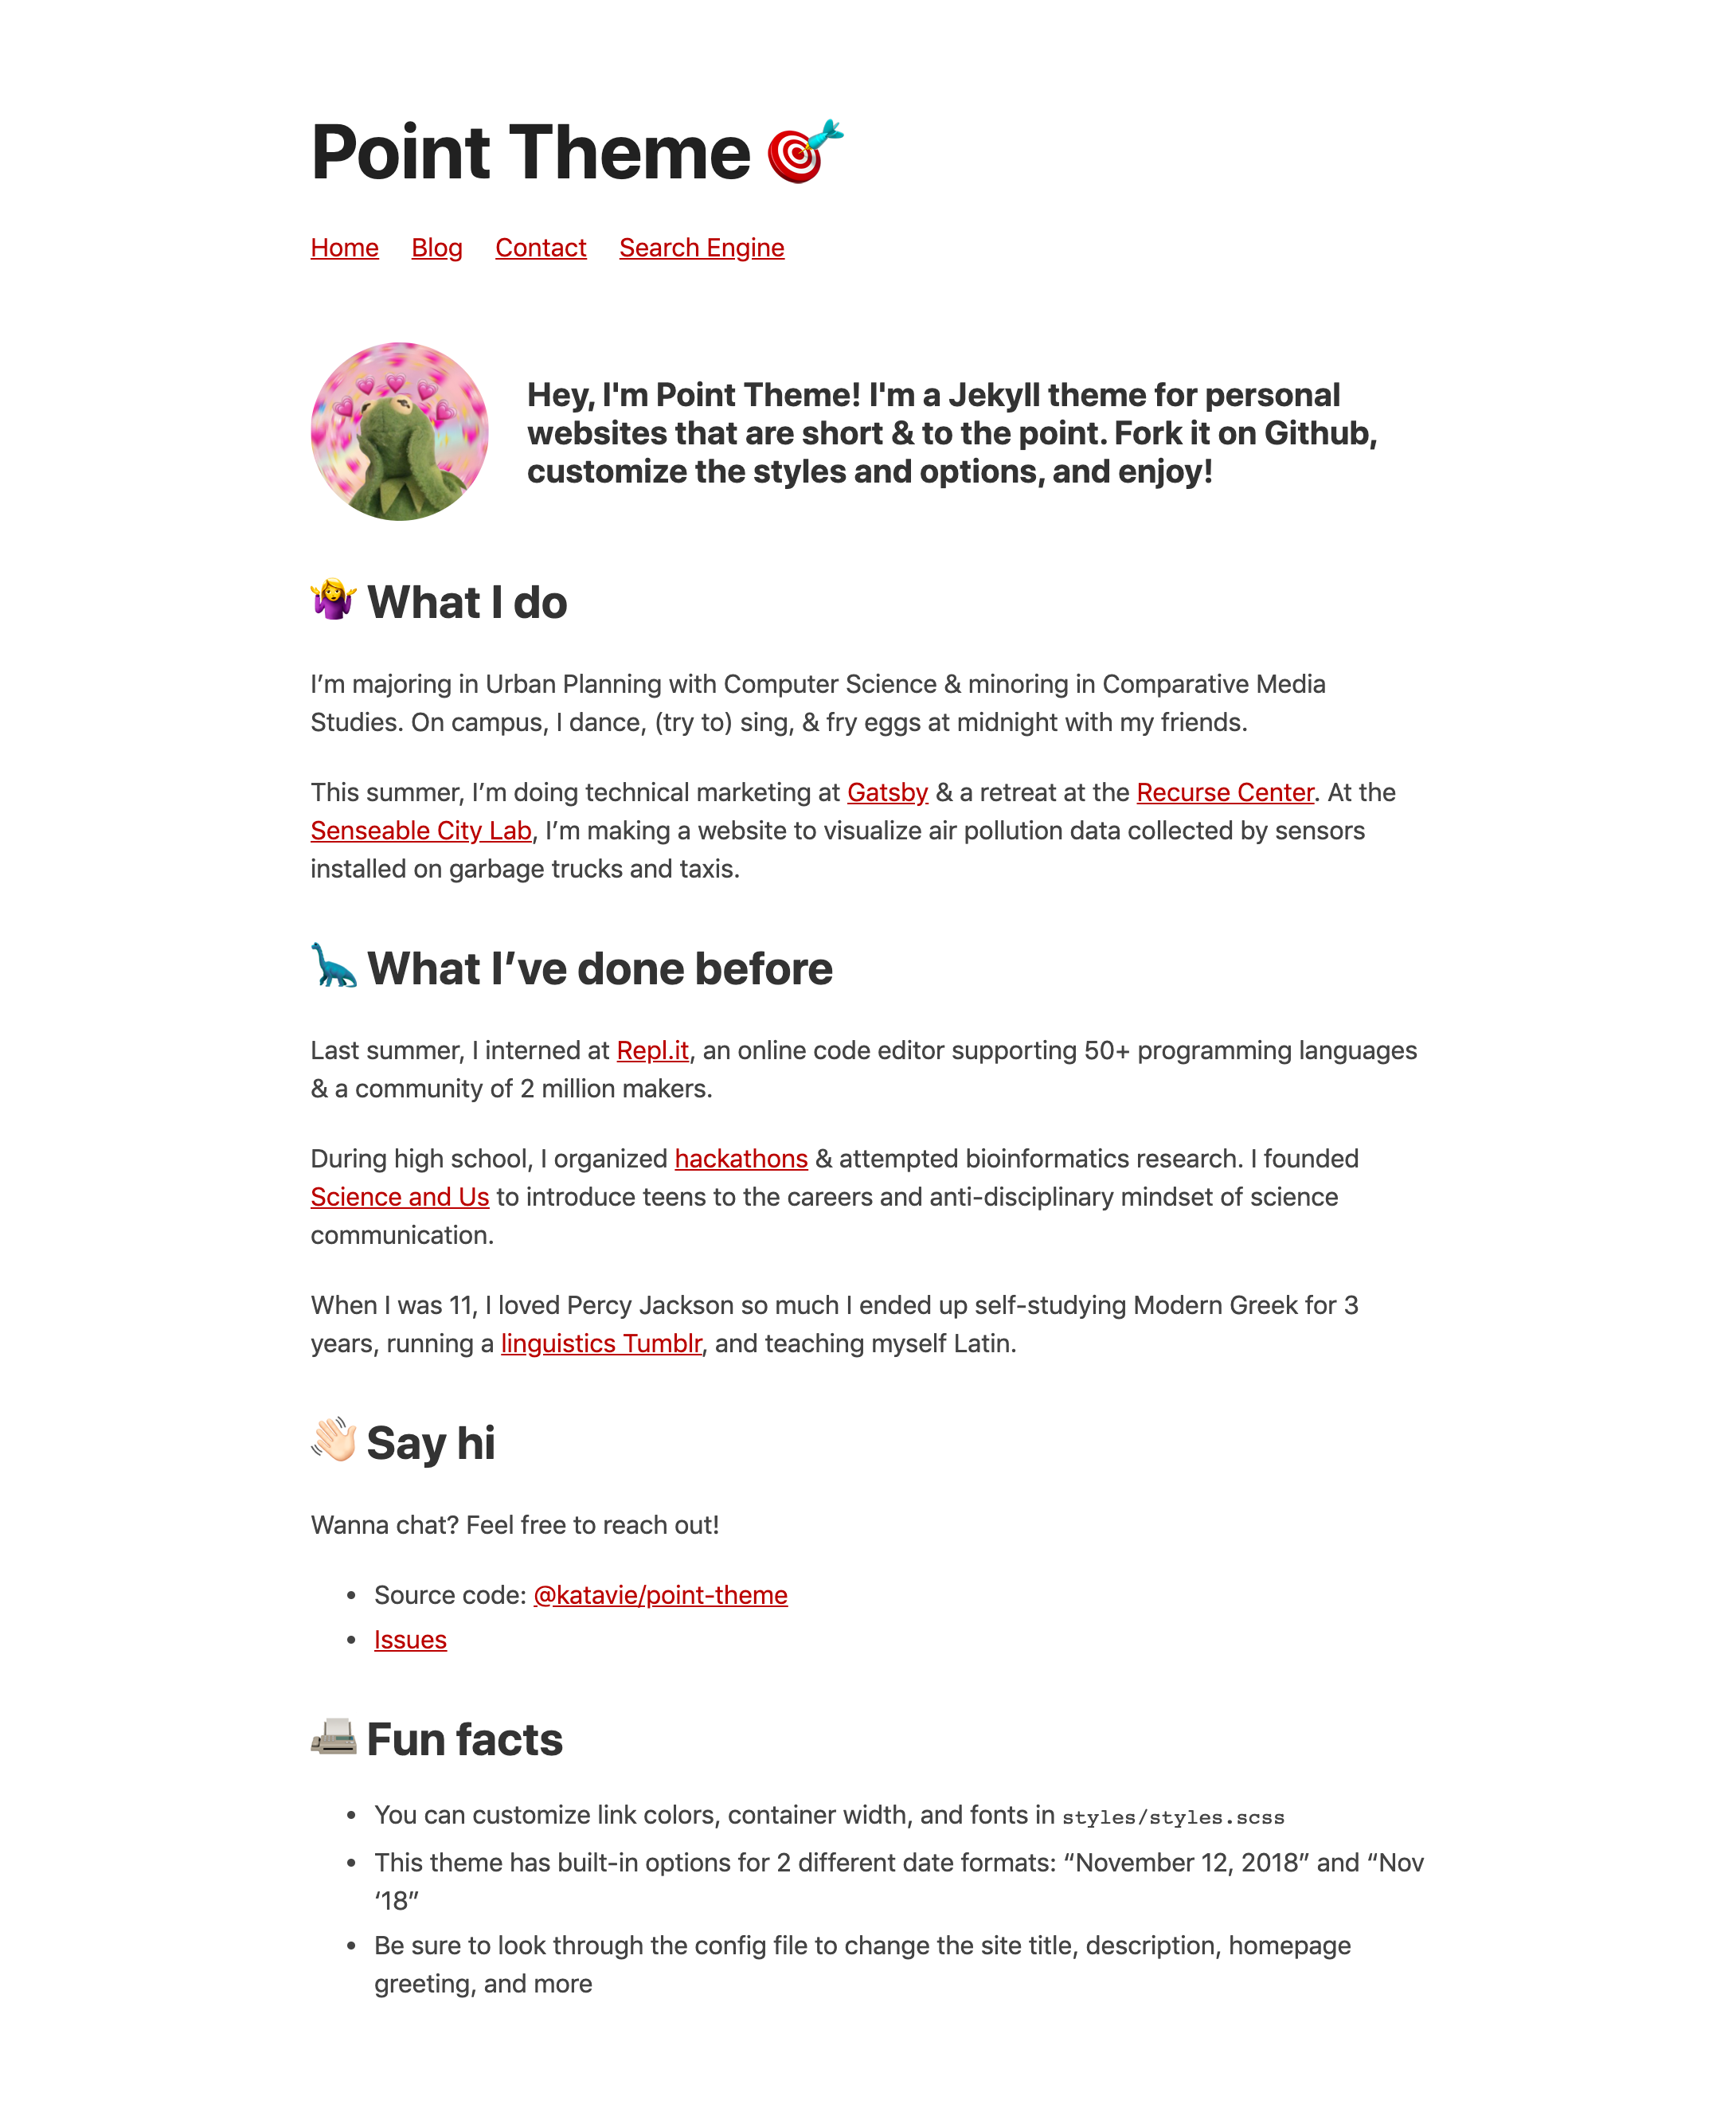 Point Theme 🎯
Home Blog Contact Search Engine
Hey, I'm Point Theme! I'm a Jekyll theme for personal
websites that are short & to the point. Fork it on Github,
customize the styles and options, and enjoy!
🤷‍♀️ What I do
I’m majoring in Urban Planning with Computer Science & minoring in Comparative Media
Studies. On campus, I dance, (try to) sing, & fry eggs at midnight with my friends.
This summer, I’m doing technical marketing at Gatsby & a retreat at the Recurse Center. At the
Senseable City Lab, I’m making a website to visualize air pollution data collected by sensors
installed on garbage trucks and taxis.
🦕 What I’ve done before
Last summer, I interned at Repl.it, an online code editor supporting 50+ programming languages
& a community of 2 million makers.
During high school, I organized hackathons & attempted bioinformatics research. I founded
Science and Us to introduce teens to the careers and anti-disciplinary mindset of science
communication.
When I was 11, I loved Percy Jackson so much I ended up self-studying Modern Greek for 3
years, running a linguistics Tumblr, and teaching myself Latin.
👋🏻 Say hi
Wanna chat? Feel free to reach out!
• Source code: @katavie/point-theme
• Issues
📠 Fun facts
• You can customize link colors, container width, and fonts in styles/styles.scss
• This theme has built-in options for 2 different date formats: “November 12, 2018” and “Nov
‘18”
• Be sure to look through the config file to change the site title, description, homepage
greeting, and more